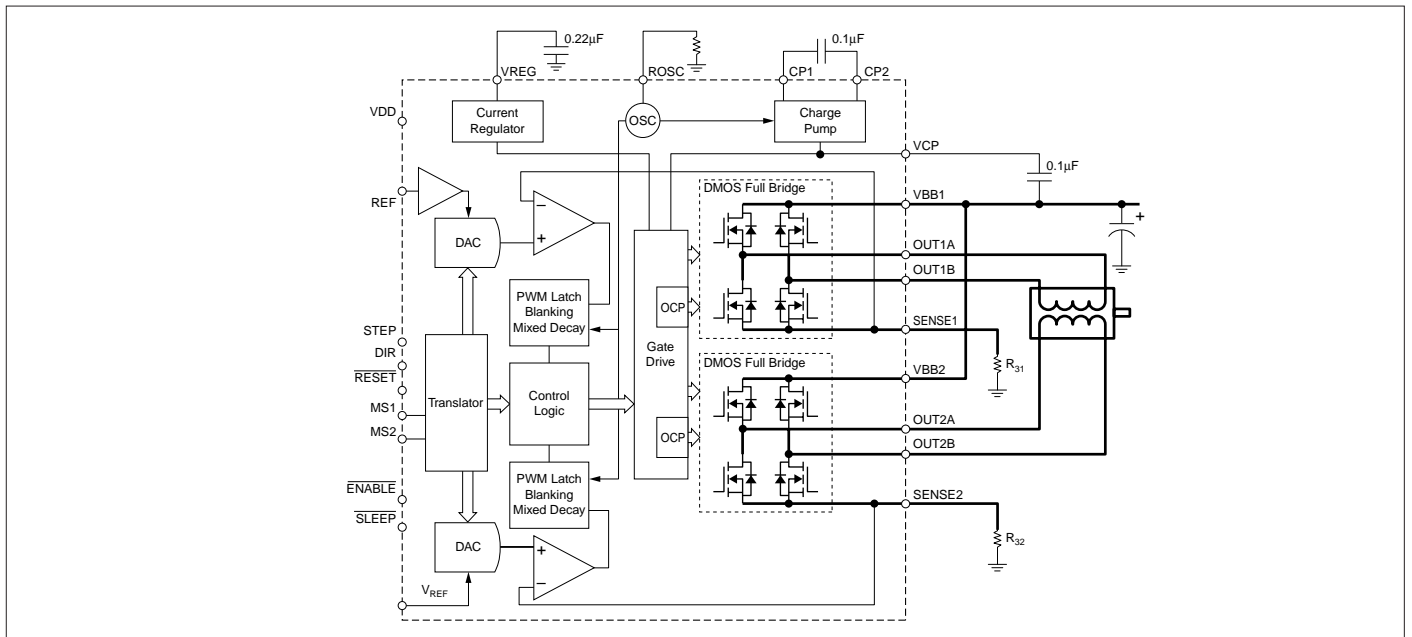 0.22µF
0.1µF
VREG
ROSC
CP1
CP2
VDD
Current
Regulator
OSC
Charge
Pump
VCP
0.1µF
REF
DAC
−
+
DMOS Full Bridge
VBB1
+
OUT1A
OUT1B
PWM Latch
Blanking
Mixed Decay
OCP
SENSE1
STEP
DIR
RESET
MS1
MS2
Translator
Control
Logic
Gate
Drive
DMOS Full Bridge
VBB2
R31
OUT2A
OUT2B
OCP
PWM Latch
Blanking
Mixed Decay
ENABLE
SLEEP
SENSE2
R32
DAC
+
−
VREF